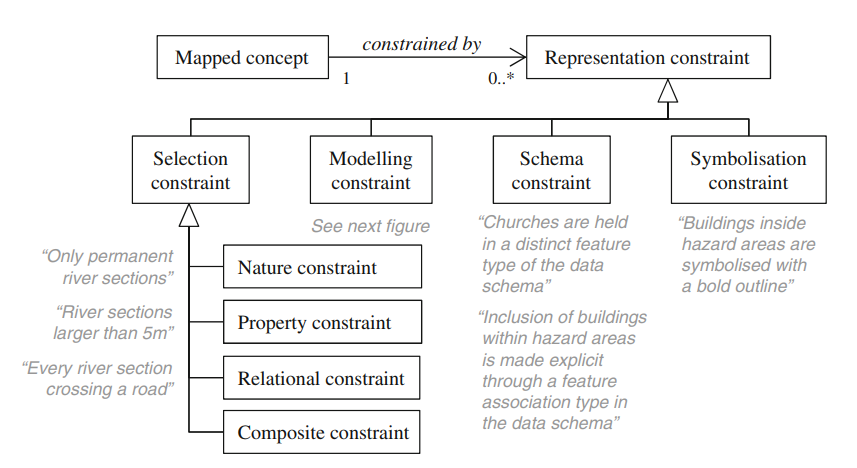 constrained by
Mapped concept
Representation constraint
1
0..*
Selection
constraint
Modelling
constraint
Schema
constraint
Symbolisation
constraint
See next figure
“Churches are held
in a distinct feature
type of the data
schema”
“Buildings inside
hazard areas are
symbolised with
a bold outline”
“Only permanent
river sections”
Nature constraint
“River sections
larger than 5m”
Property constraint
“Inclusion of buildings
within hazard areas
is made explicit
through a feature
association type in
the data schema”
“Every river section
crossing a road”
Relational constraint
Composite constraint